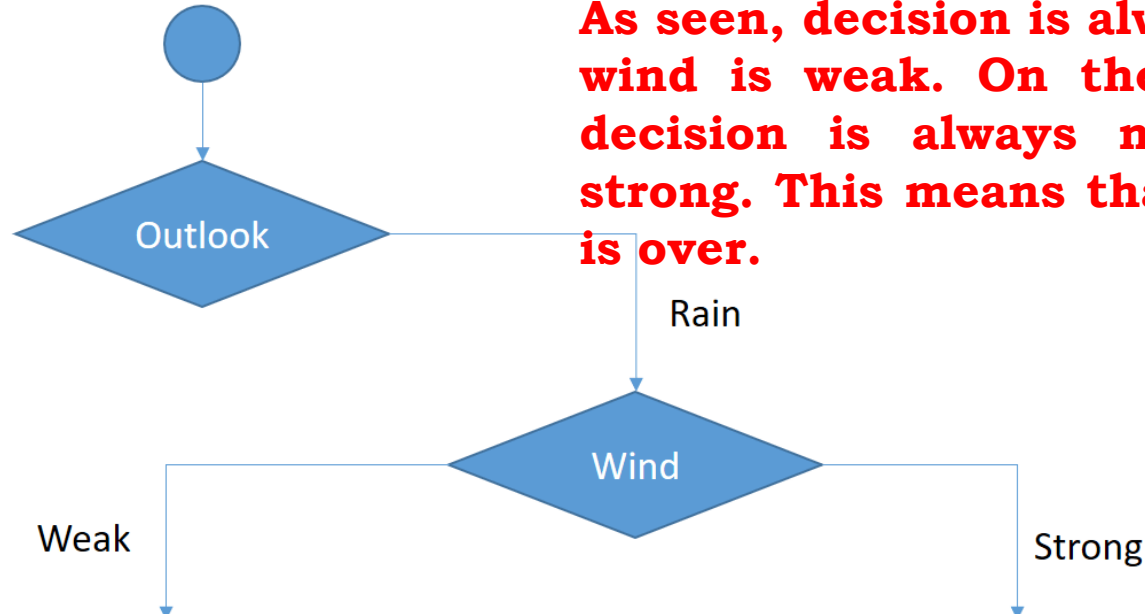 As seen, decision is
wind is weak. On
decision is always
strong. This means
is over.
Outlook
Rain
Wind
Weak
Strong